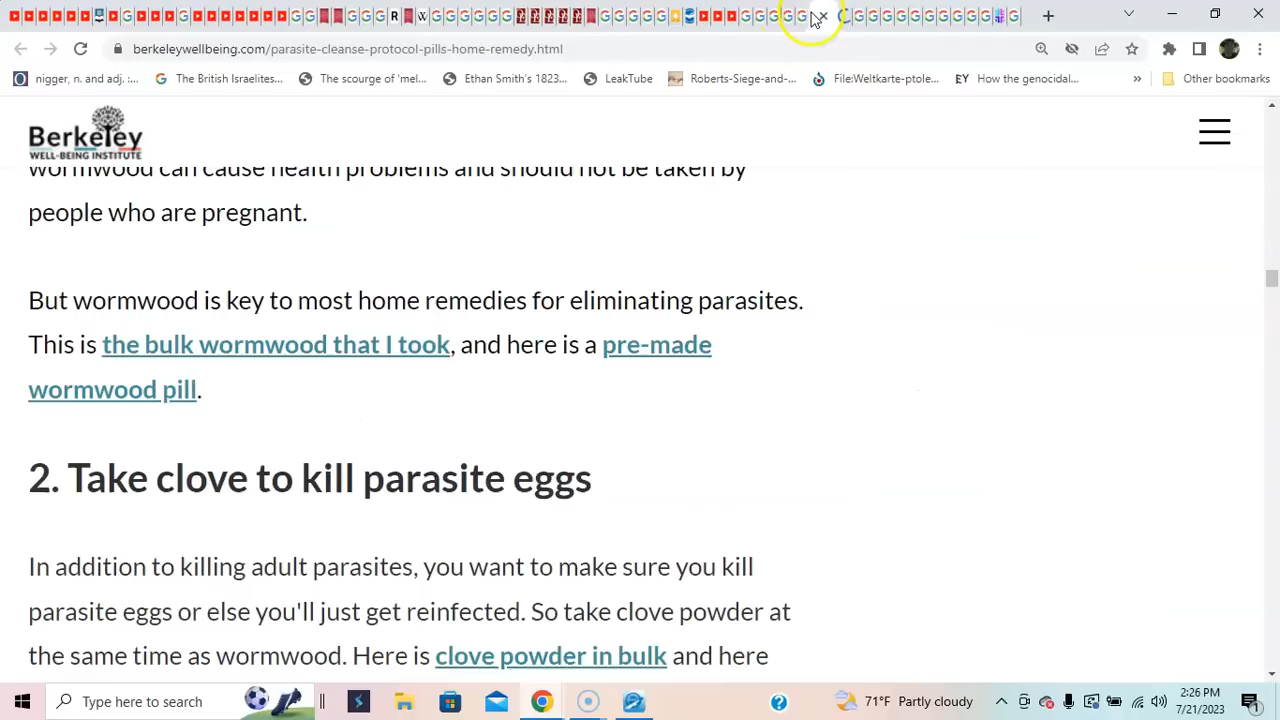 berkeleywellbeing.com/parasite-cleanse-protocol-pills-home-remedy.html
nigger, n. and adj. :... The British Israelites... The scourge of 'mel... Ethan Smith's 1823... LeakTube Roberts-Siege-and-... File:Weltkarte-ptole... EY How the genocidal... » Other bookmarks
Berkeley
WELL-BEING INSTITUTE
wormwood can cause health problems and should not be taken by
people who are pregnant.
But wormwood is key to most home remedies for eliminating parasites.
This is the bulk wormwood that I took, and here is a pre-made
wormwood pill.
2. Take clove to kill parasite eggs
In addition to killing adult parasites, you want to make sure you kill
parasite eggs or else you'll just get reinfected. So take clove powder at
the same time as wormwood. Here is clove powder in bulk and here
Type here to search
71°F Partly cloudy
2:26 PM
7/21/2023